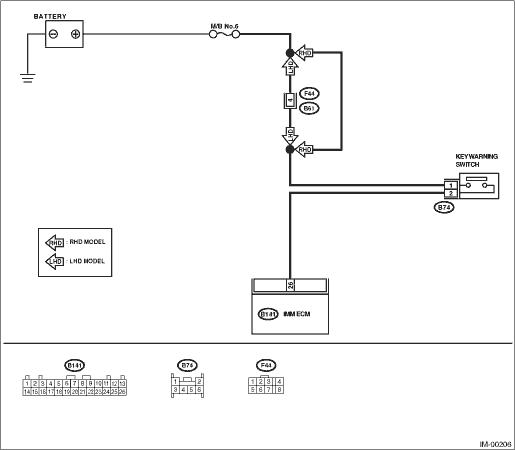 BATTERY
M/B No.6
RHD
LHD
4
F44
B61
LHD
RHD
KEY WARNING
SWITCH
1
2
B74
RHD : RHD MODEL
LHD : LHD MODEL
26
B141 IMM ECM
B141
1 2 3 4 5 6 7 8 9 10 11 12 13
14 15 16 17 18 19 20 21 22 23 24 25 26
B74
1 2
3 4 5 6
F44
1 2 3 4
5 6 7 8
IM-90206